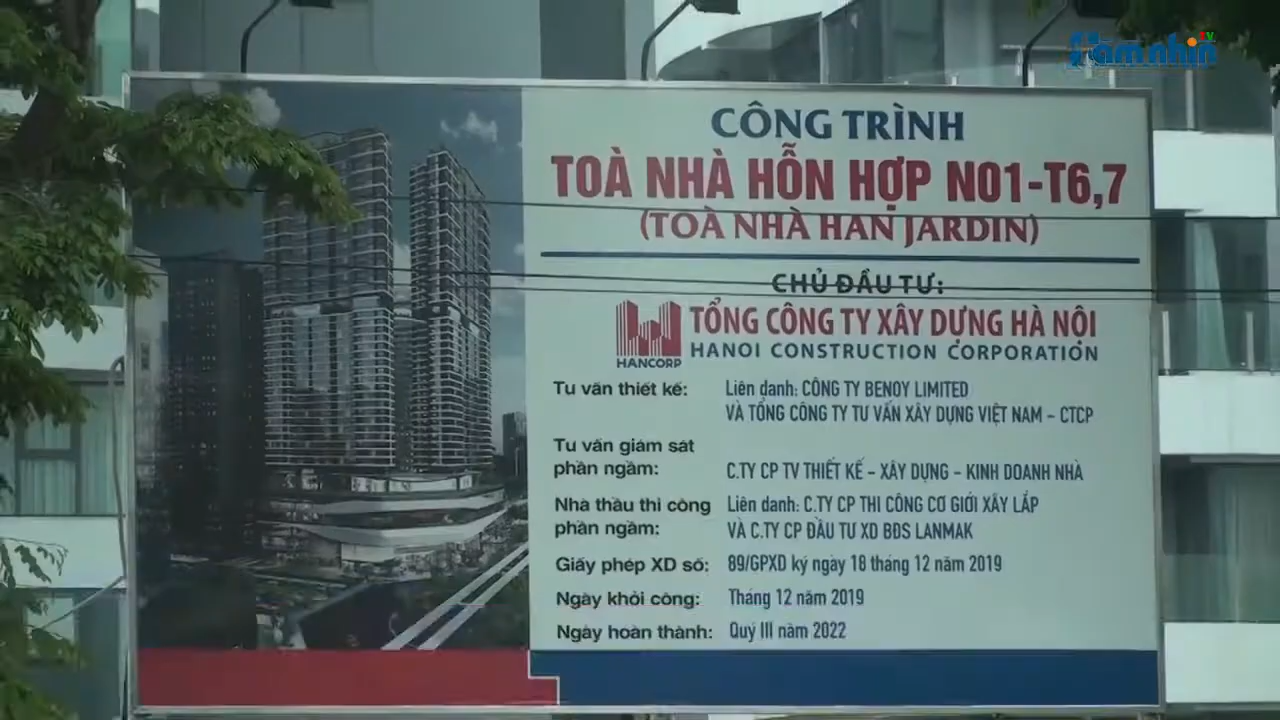 Tầm nhìn tv
CÔNG TRÌNH
TOÀ NHÀ HỖN HỢP N01-T6,7
(TOÀ NHÀ HAN JARDIN)
CHỦ ĐẦU TƯ:
HANCORP
TỔNG CÔNG TY XÂY DỰNG HÀ NỘI
HANOI CONSTRUCTION CORPORATION
Tư vấn thiết kế: Liên danh: CÔNG TY BENOY LIMITED
VÀ TỔNG CÔNG TY TƯ VẤN XÂY DỰNG VIỆT NAM - CTCP
Tư vấn giám sát
phần ngầm: C.TY CP TV THIẾT KẾ - XÂY DỰNG - KINH DOANH NHÀ
Nhà thầu thi công Liên danh: C.TY CP THI CÔNG CƠ GIỚI XÂY LẮP
phần ngầm: VÀ C.TY CP ĐẦU TƯ XD BĐS LANMAK
Giấy phép XD số: 89/GPXD ký ngày 18 tháng 12 năm 2019
Ngày khởi công: Tháng 12 năm 2019
Ngày hoàn thành: Quý III năm 2022